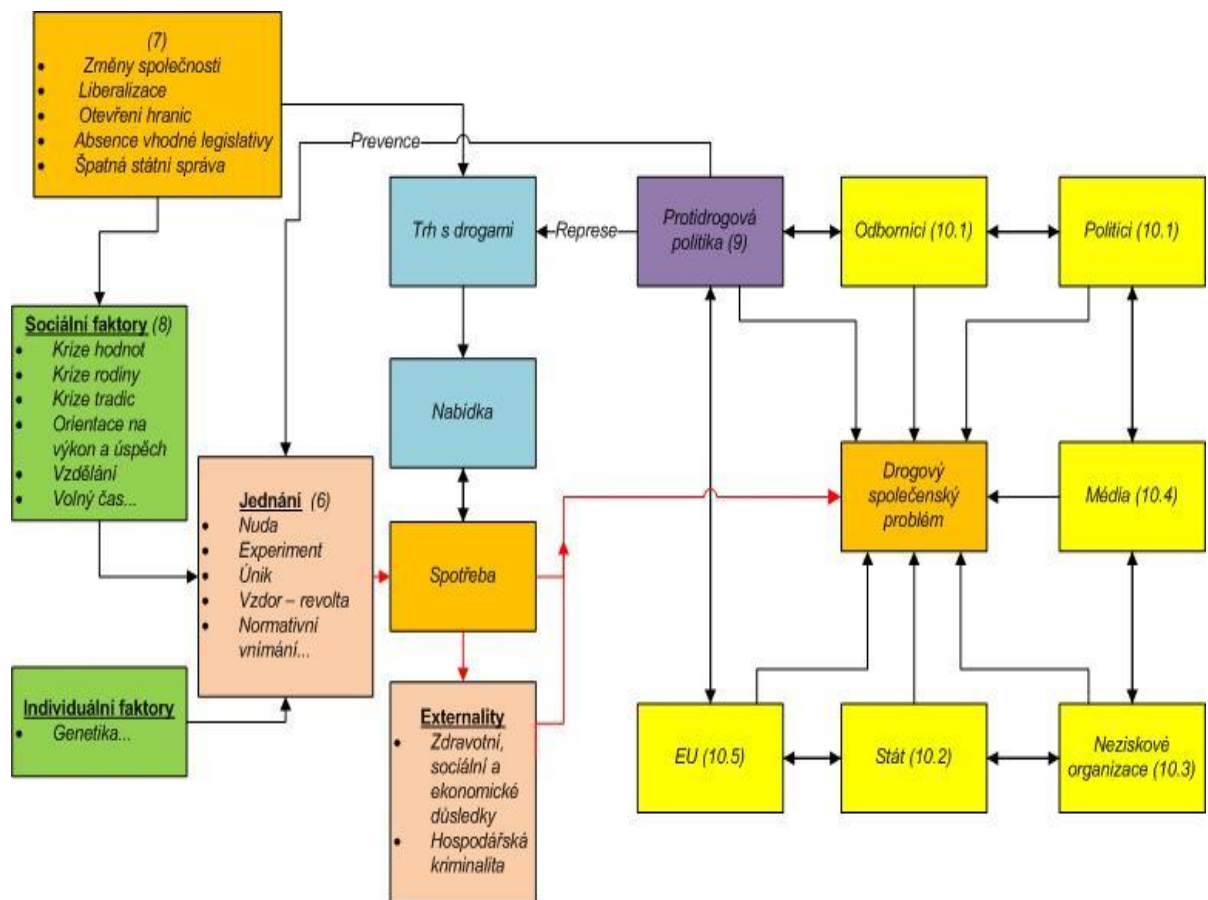 (7)
• Změny společnosti
• Liberalizace
• Otevření hranic
• Absence vhodné legislativy
• Špatná státní správa
Prevence
Trh s drogami
Represe
Protidrogová
politika (9)
Odborníci (10.1)
Politici (10.1)
Sociální faktory (8)
• Krize hodnot
• Krize rodiny
• Krize tradic
• Orientace na
výkon a úspěch
• Vzdělání
• Volný čas...
Nabídka
Jednání (6)
• Nuda
• Experiment
• Únik
• Vzdor – revolta
• Normativní
vnímání...
Spotřeba
Drogový
společenský
problém
Média (10.4)
Individuální faktory
• Genetika...
Externality
• Zdravotní,
sociální a
ekonomické
důsledky
• Hospodářská
kriminalita
EU (10.5)
Stát (10.2)
Neziskové
organizace (10.3)